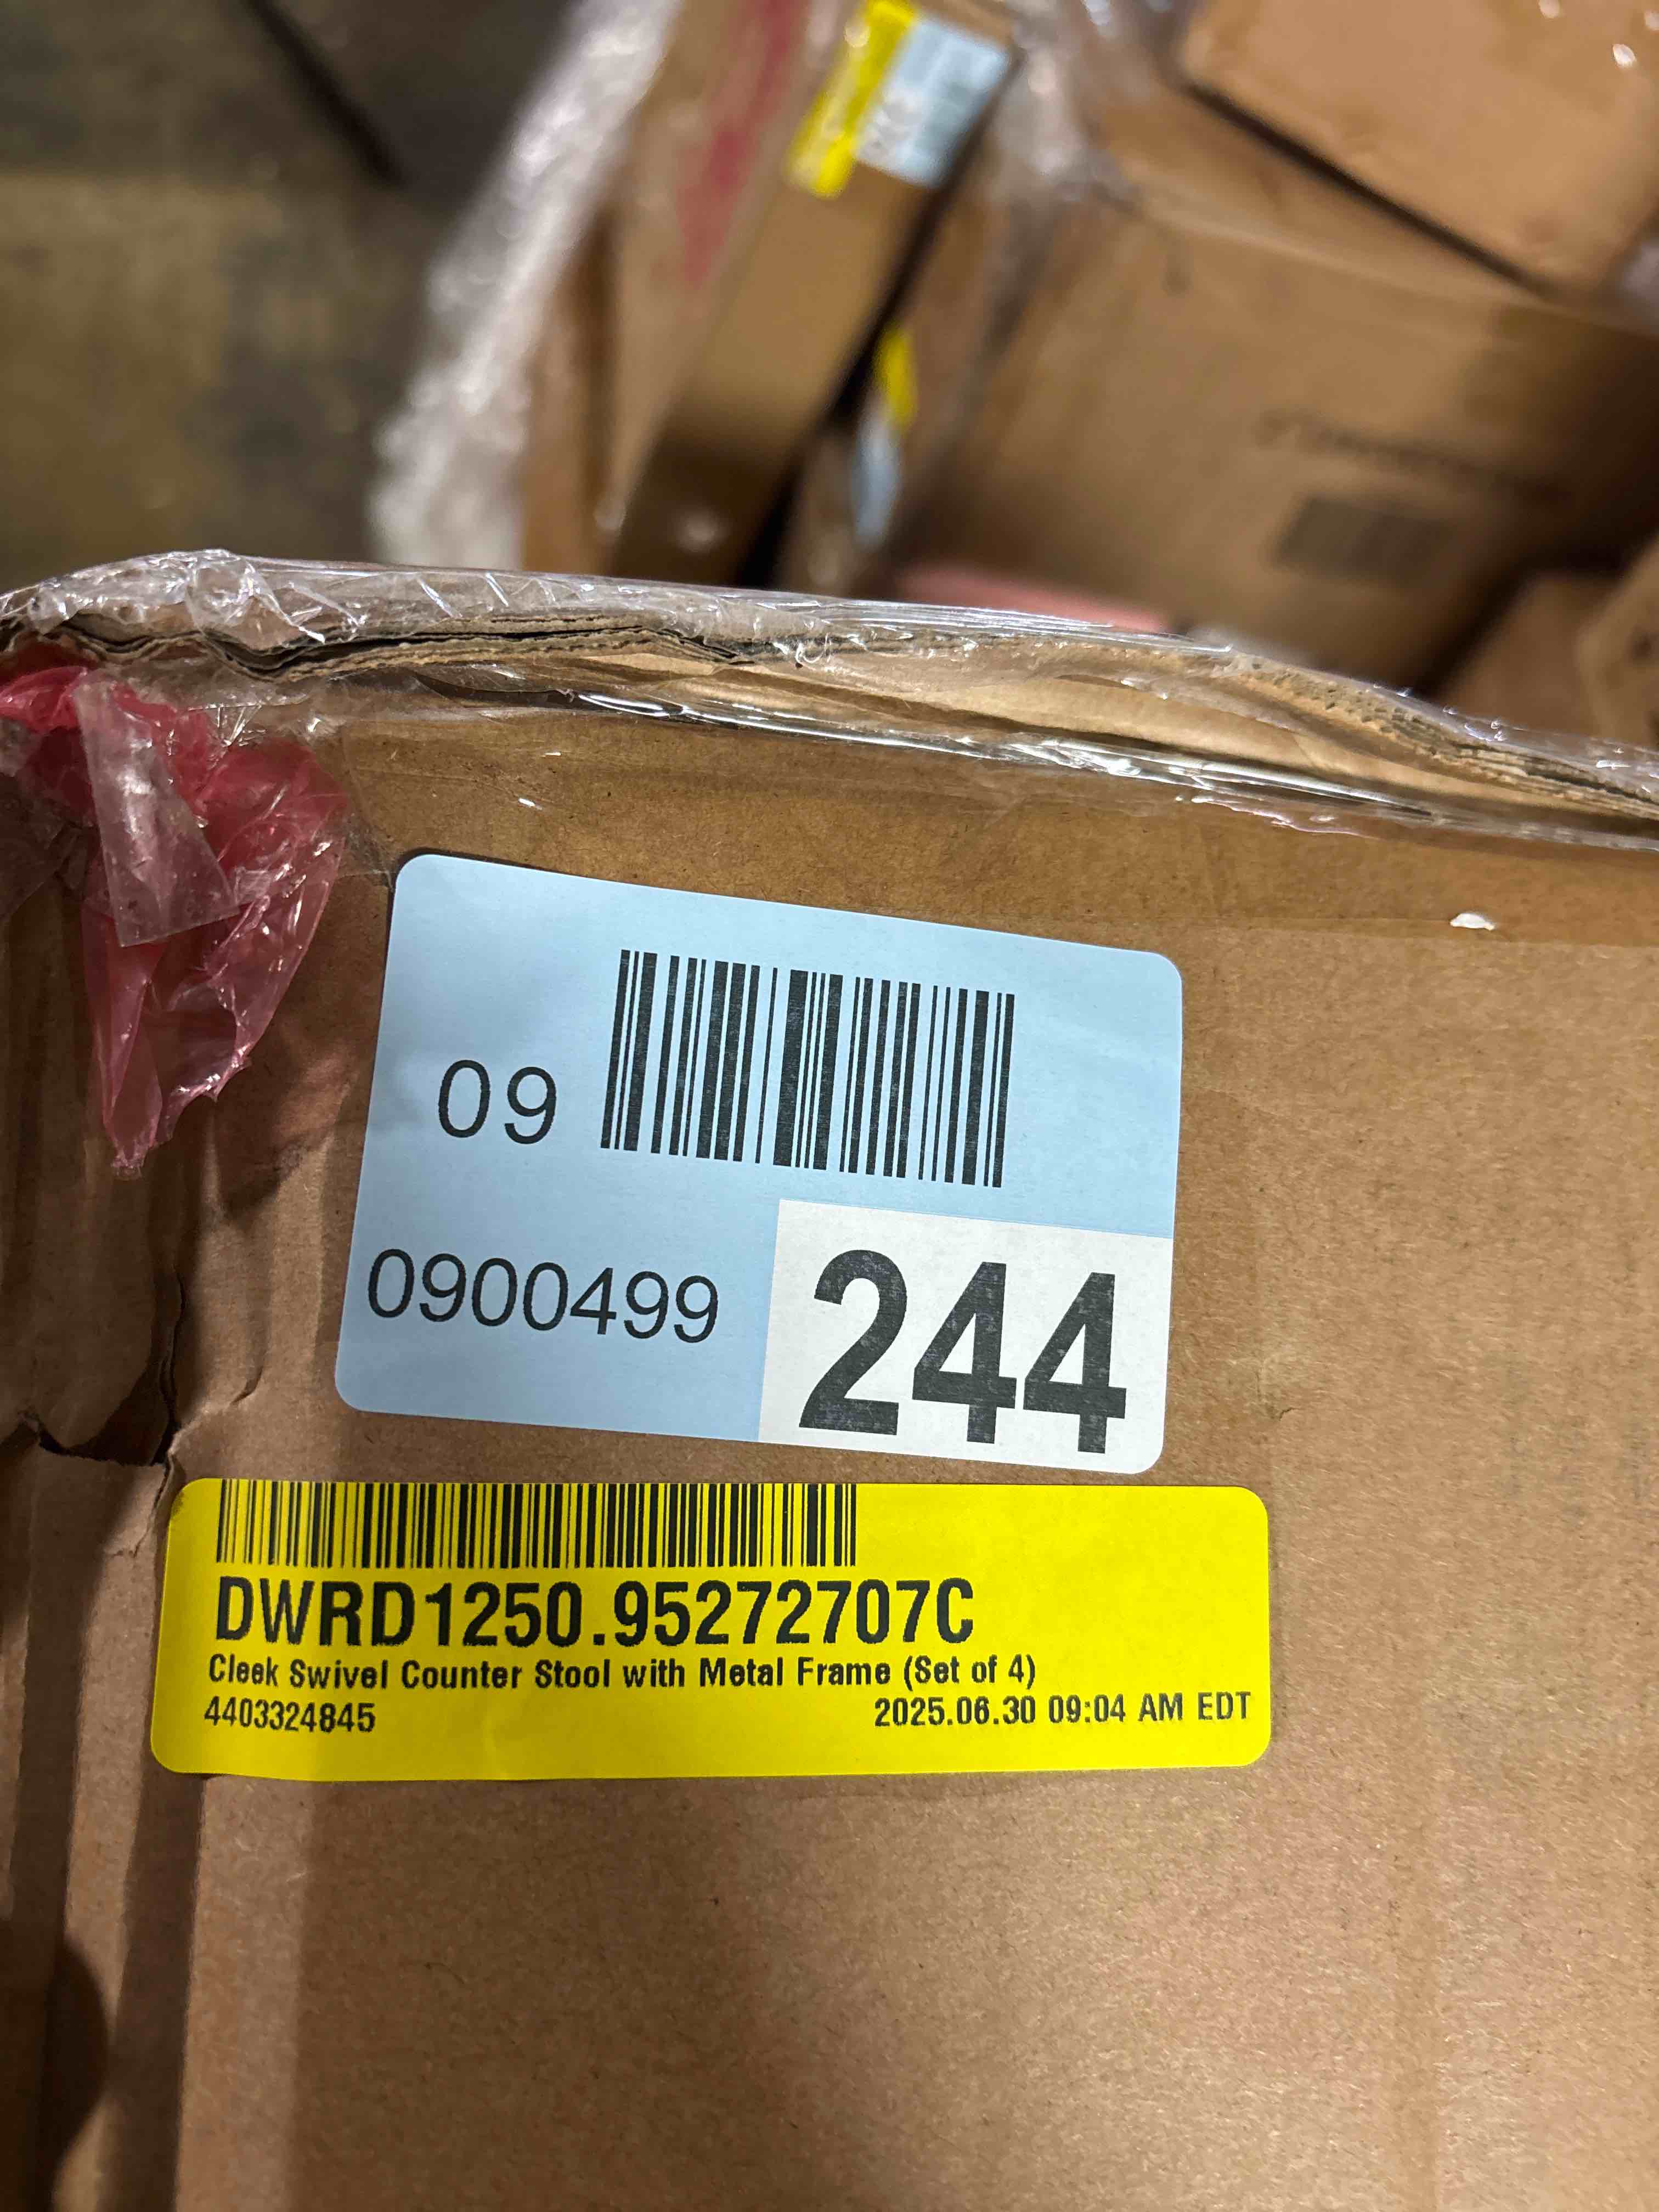 09
0900499
244
DWRD1250.95272707C
Cleek Swivel Counter Stool with Metal Frame (Set of 4)
4403324845
2025.06.30 09:04 AM EDT